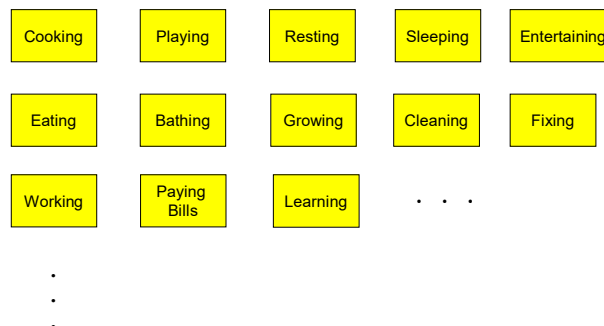 Cooking Playing Resting Sleeping Entertaining
Eating Bathing Growing Cleaning Fixing
Working Paying Bills Learning . . .
.
.
.